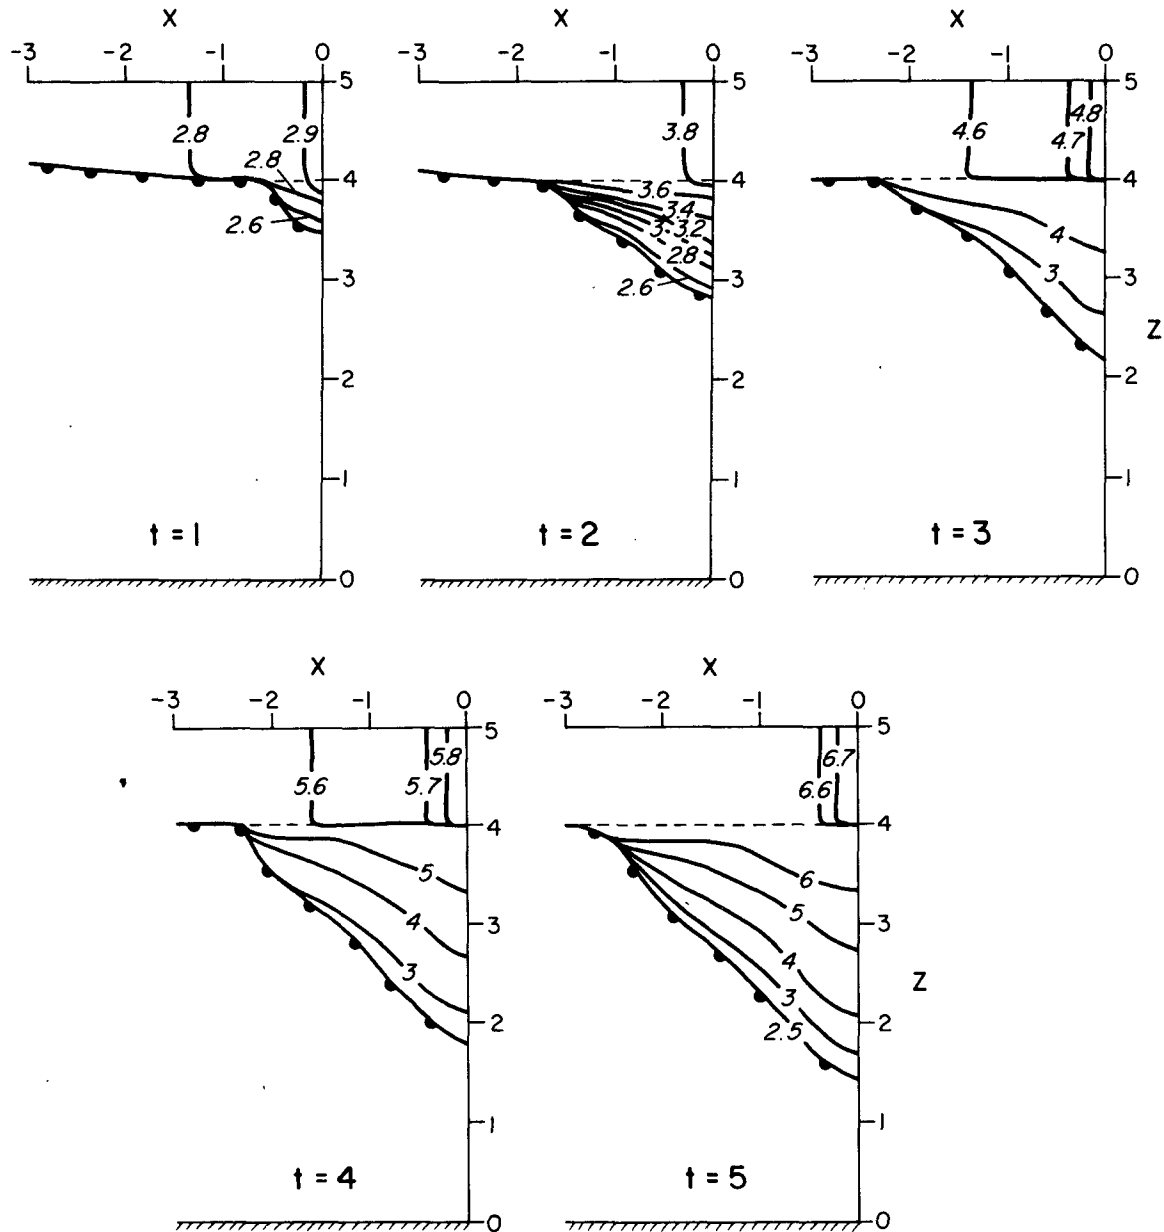 X X X
-3 -2 -1 0 -3 -2 -1 0 -3 -2 -1 0
5 5 5
2.8 2.9 3.8 4.6 4.7 4.8
2.8
4 4 4
3.6
3.4
2.6 3 3.2 4
2.8
3 2.6 3 3 3
Z
2 2 2
1 1 1
t = 1 t = 2 t = 3
0 0 0
X X
-3 -2 -1 0 -3 -2 -1 0
5 5
5.8 6.7
5.6 5.7 6.6
4 4
5 6
5
4 3 3
3 4 Z
3
2 2.5 2
1 1
t = 4 t = 5
0 0